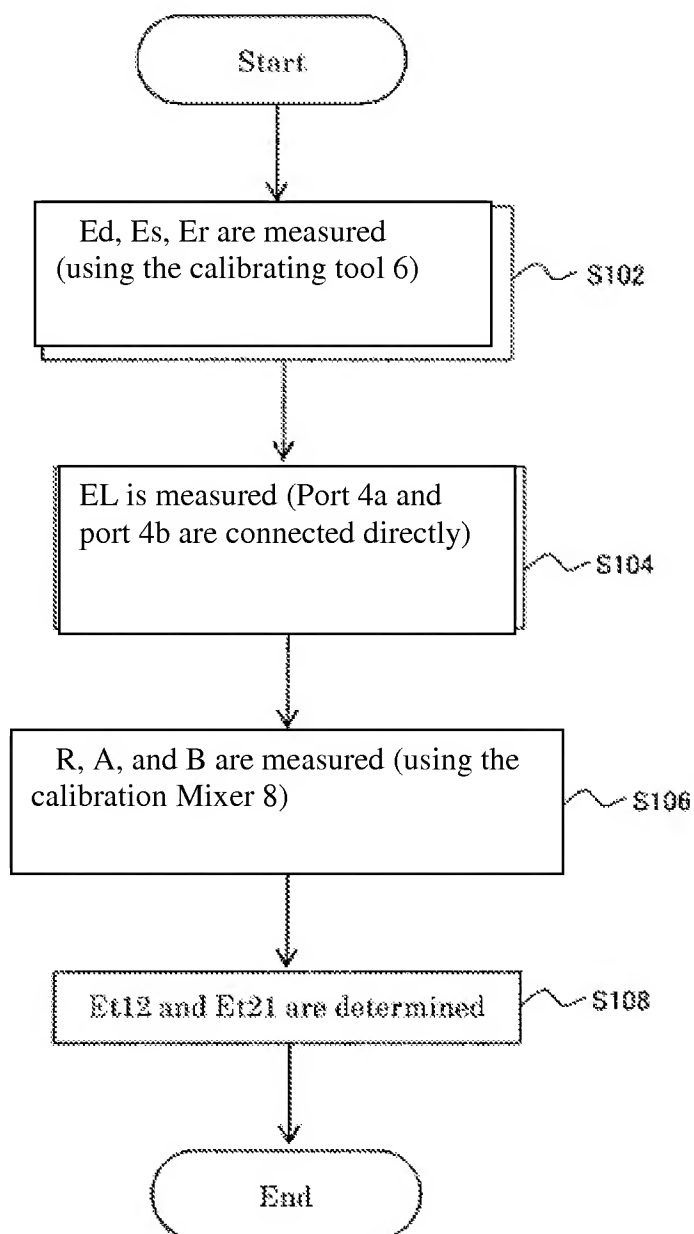 Start
Ed, Es, Er are measured
(using the calibrating tool 6)
S102
EL is measured (Port 4a and
port 4b are connected directly)
S104
R, A, and B are measured (using the
calibration Mixer 8)
S106
Et12 and Et21 are determined
S108
End